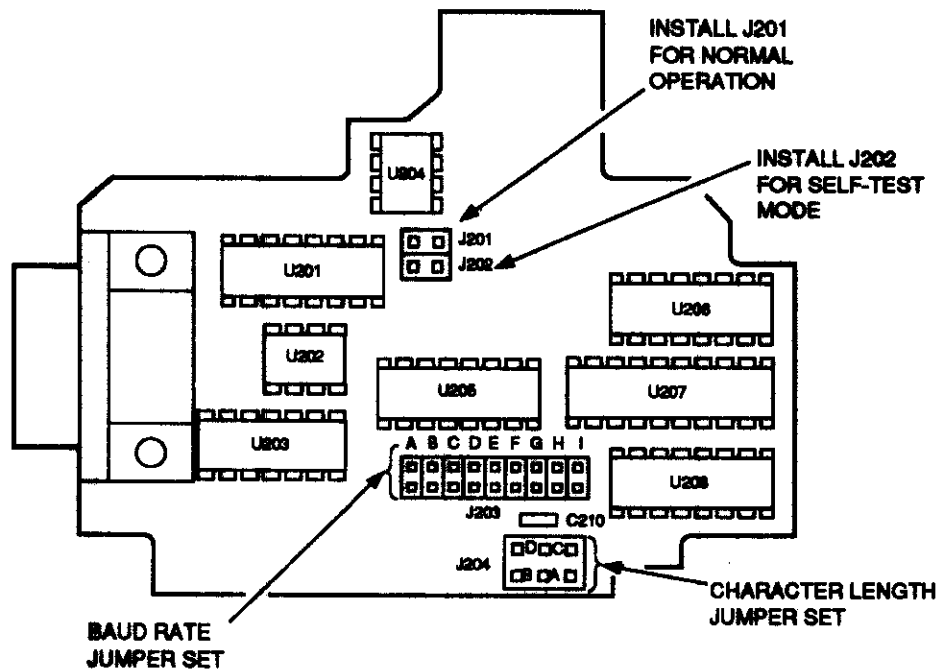 INSTALL J201
FOR NORMAL
OPERATION
INSTALL J202
FOR SELF-TEST
MODE
U204
J201
J202
U201
U206
U202
U205
U207
U203
A B C D E F G H I
U208
J203
C210
J204
D C
B A
CHARACTER LENGTH
JUMPER SET
BAUD RATE
JUMPER SET